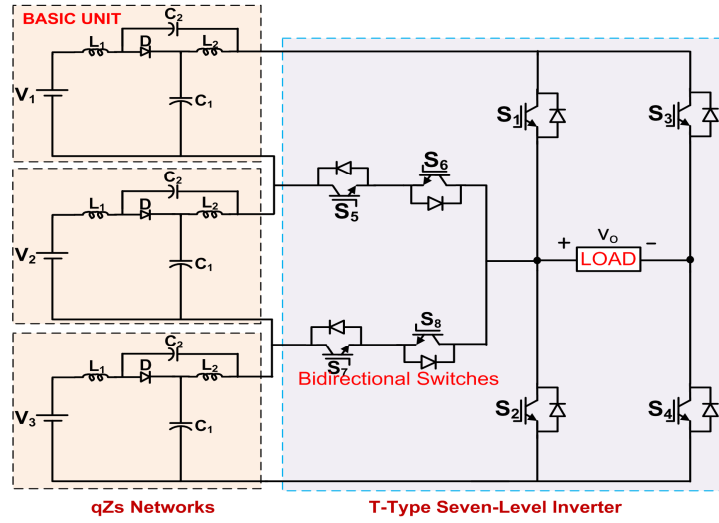 BASIC UNIT
C2
L1
D
L2
V1
C1
S1
S3
C2
S6
L1
D
L2
S5
V2
C1
VO
+
−
LOAD
C2
S8
L1
D
L2
S7
Bidirectional Switches
V3
C1
S2
S4
qZs Networks
T-Type Seven-Level Inverter